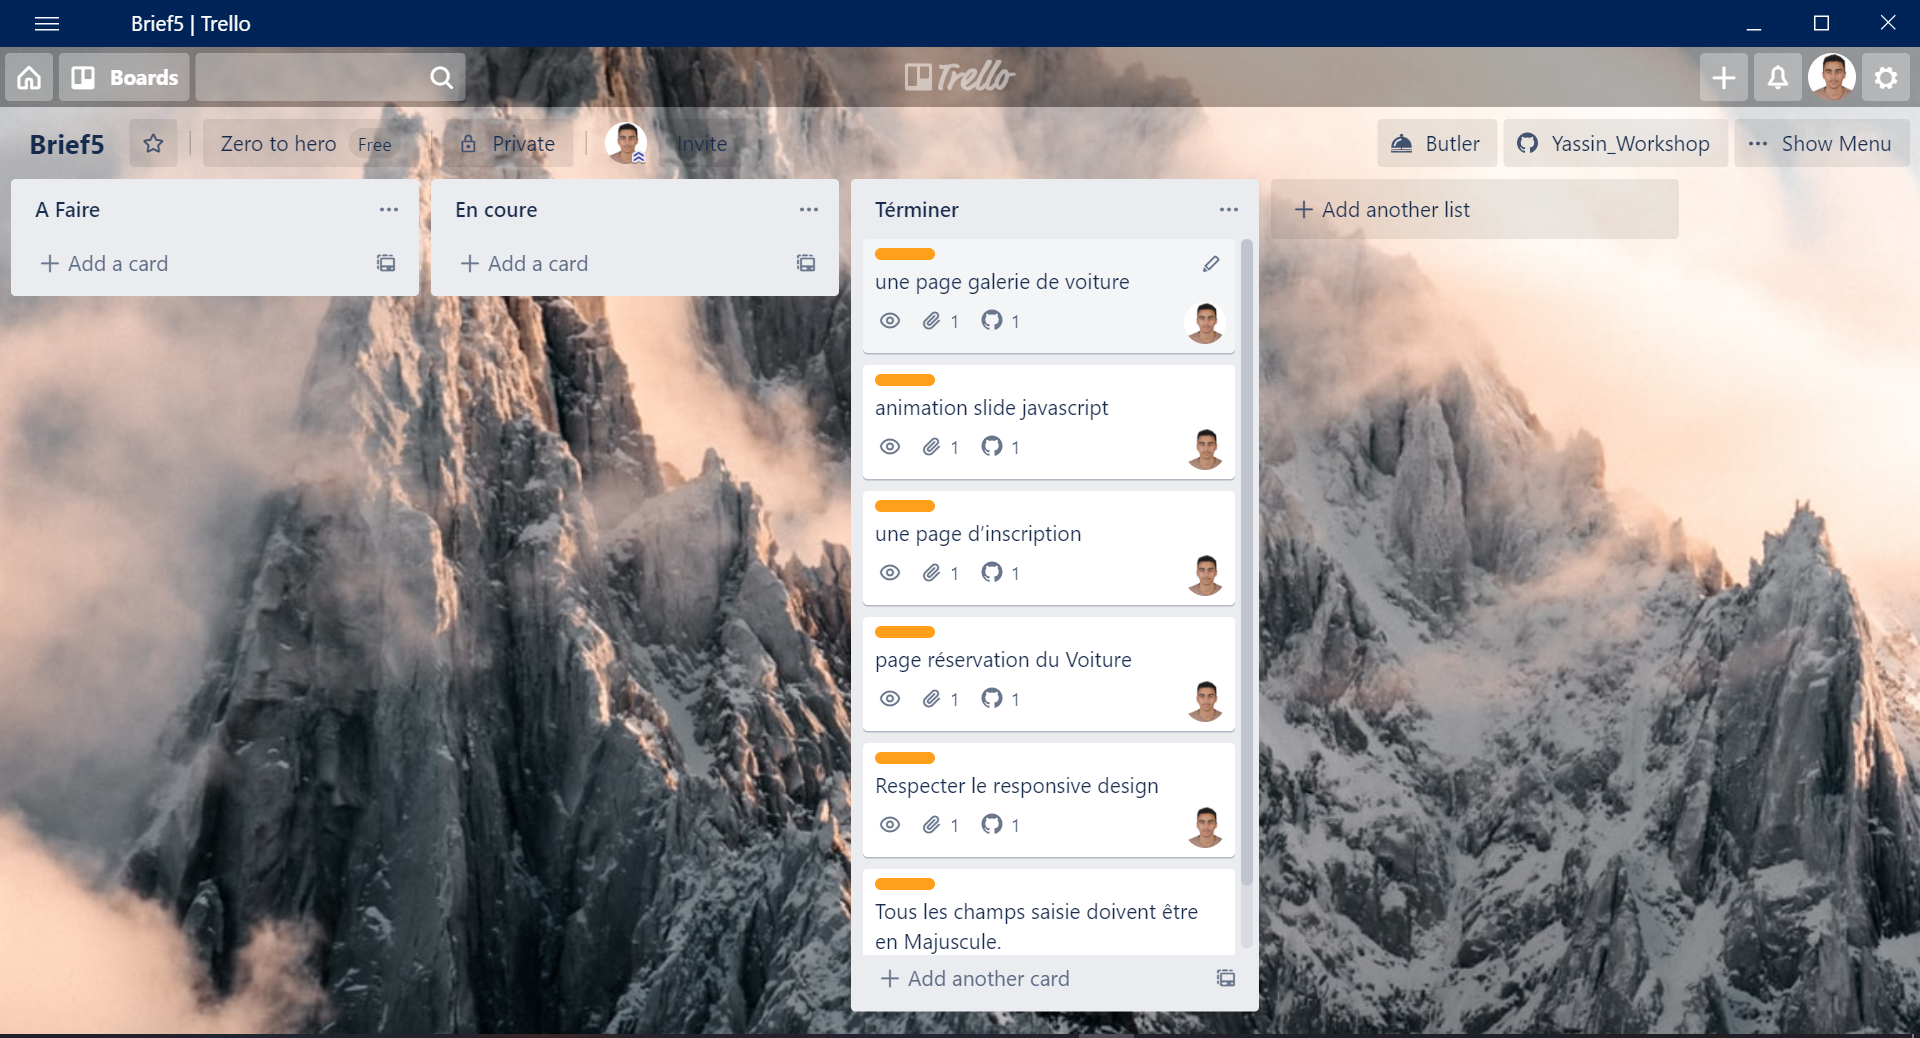 Brief5 | Trello
Boards
Trello
Brief5
Zero to hero Free
Private
Invite
Butler
Yassin_Workshop
Show Menu
A Faire
Add a card
En coure
Add a card
Términer
une page galerie de voiture
1 1
animation slide javascript
1 1
une page d’inscription
1 1
page réservation du Voiture
1 1
Respecter le responsive design
1 1
Tous les champs saisie doivent être
en Majuscule.
Add another card
Add another list